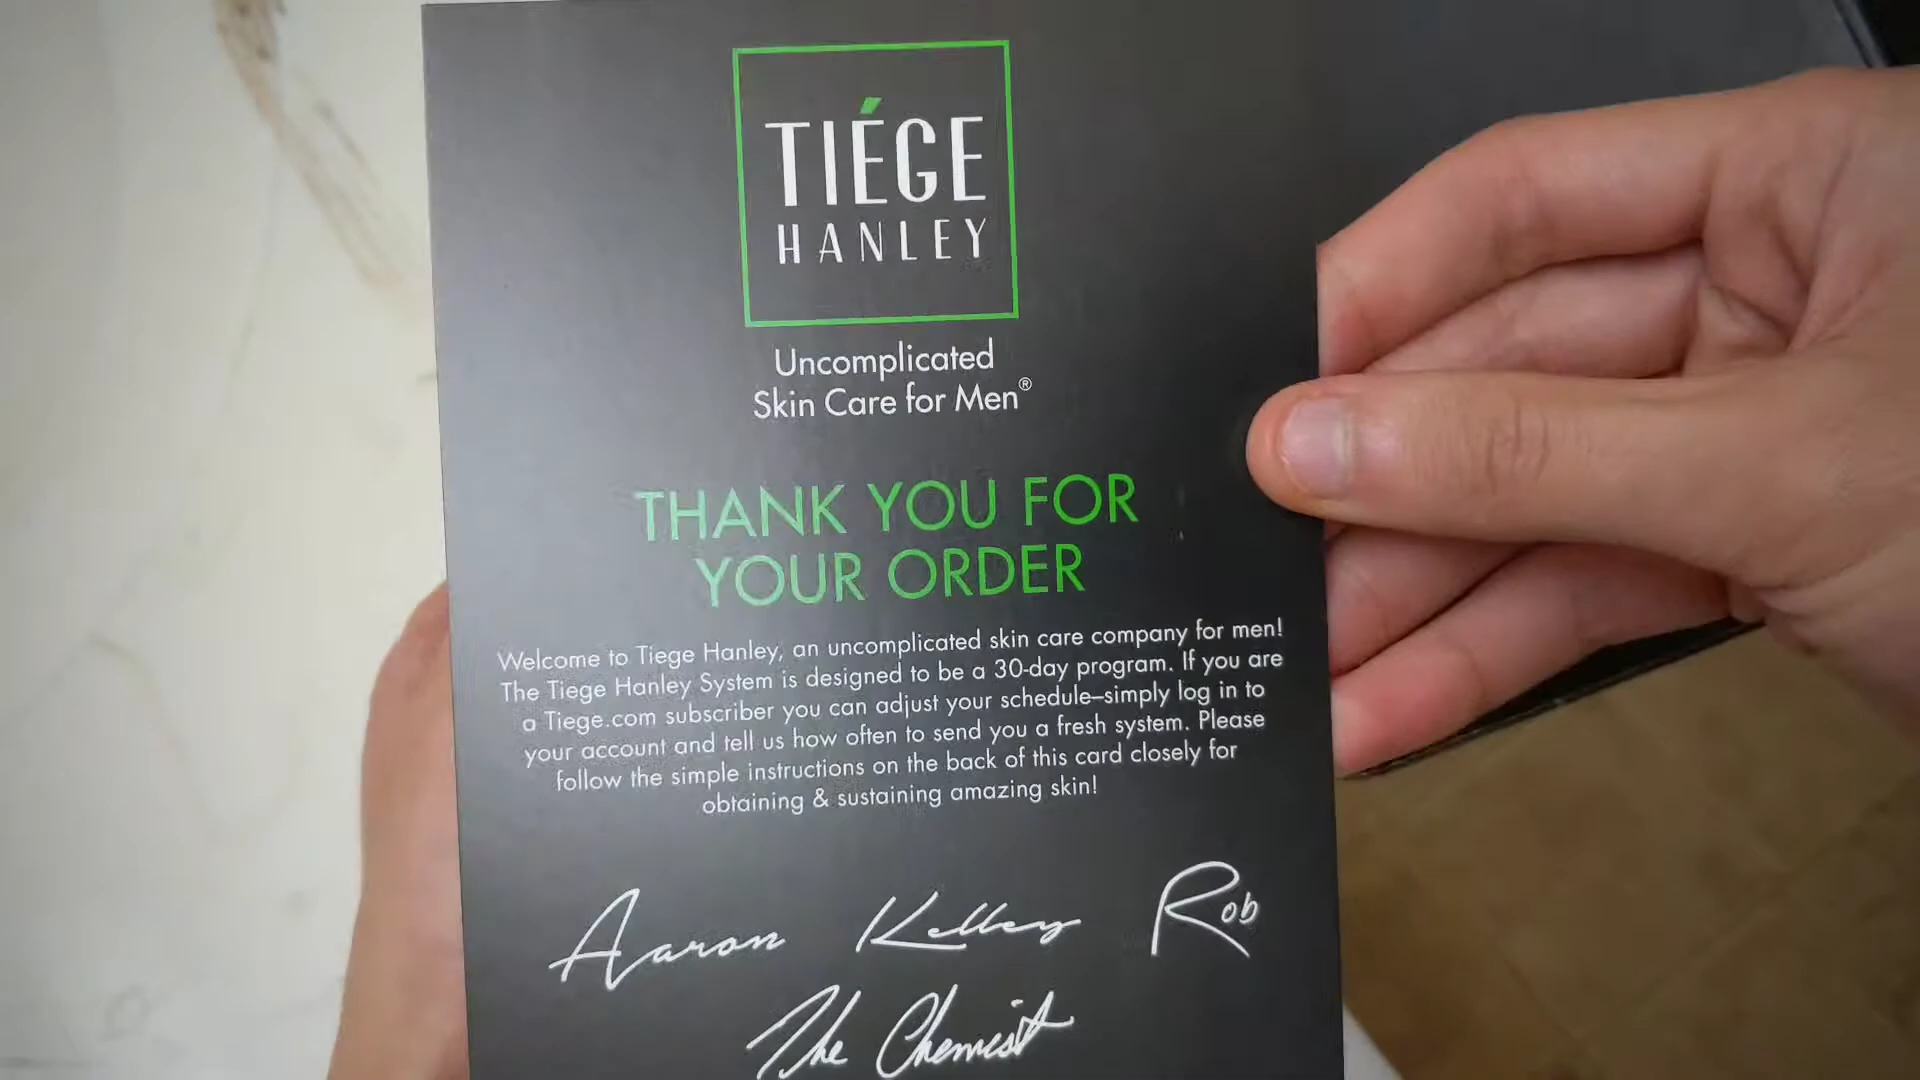 TIÉGE
HANLEY
Uncomplicated
Skin Care for Men®
THANK YOU FOR
YOUR ORDER
Welcome to Tiege Hanley, an uncomplicated skin care company for men!
The Tiege Hanley System is designed to be a 30-day program. If you are
a Tiege.com subscriber you can adjust your schedule–simply log in to
your account and tell us how often to send you a fresh system. Please
follow the simple instructions on the back of this card closely for
obtaining & sustaining amazing skin!
Aaron Kelley Rob
The Chemist